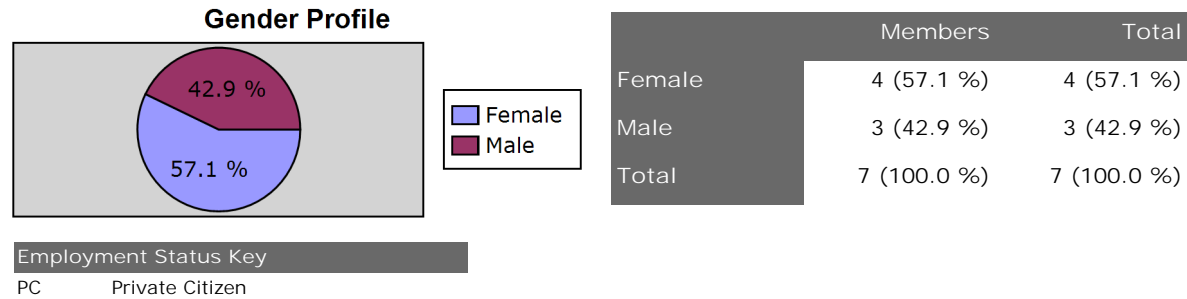 Gender Profile
42.9 %
57.1 %
Female
Male
Members Total
Female 4 (57.1 %) 4 (57.1 %)
Male 3 (42.9 %) 3 (42.9 %)
Total 7 (100.0 %) 7 (100.0 %)
Employment Status Key
PC Private Citizen